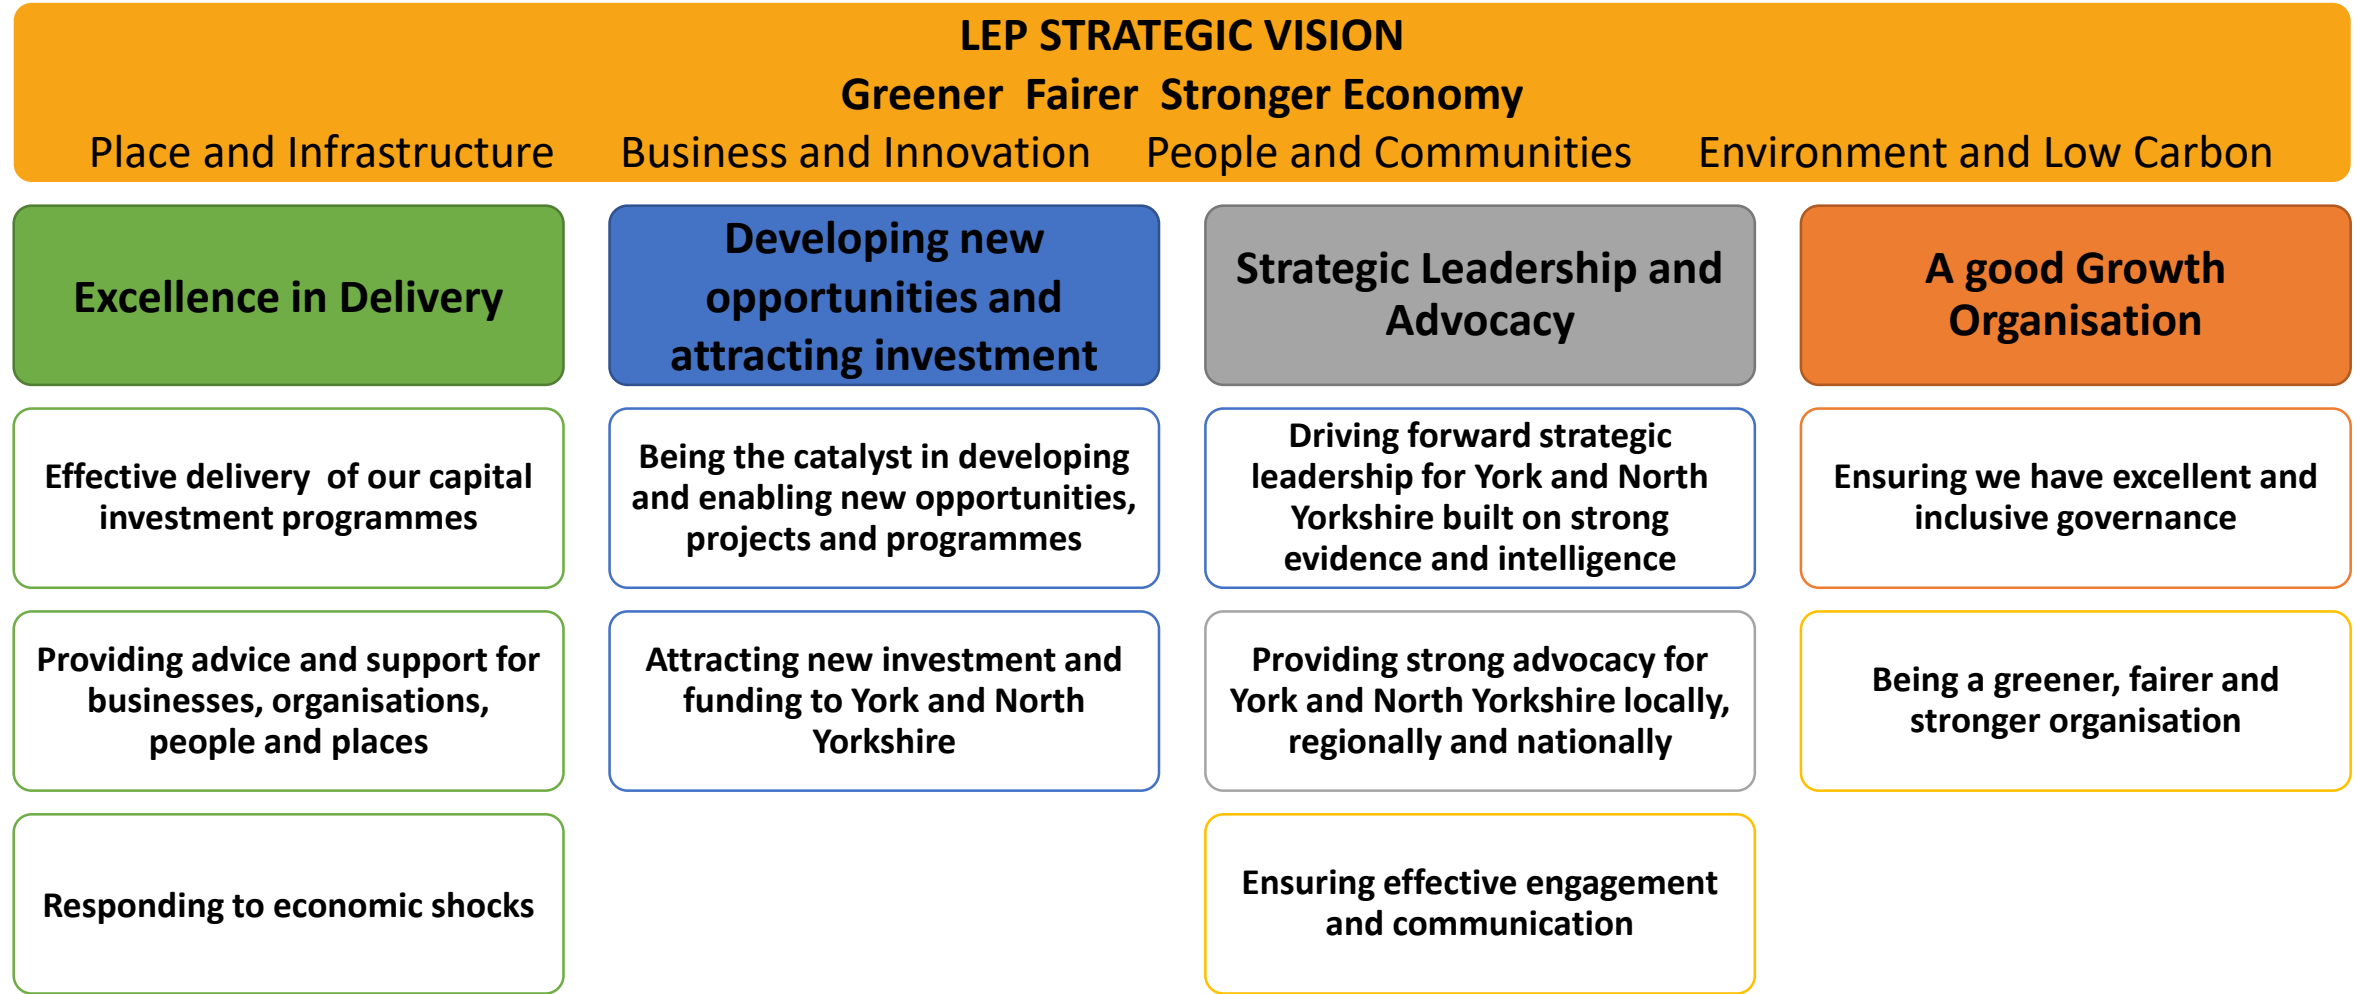 LEP STRATEGIC VISION
Greener Fairer Stronger Economy
Place and Infrastructure Business and Innovation People and Communities Environment and Low Carbon
Excellence in Delivery
Developing new
opportunities and
attracting investment
Strategic Leadership and
Advocacy
A good Growth
Organisation
Effective delivery of our capital
investment programmes
Being the catalyst in developing
and enabling new opportunities,
projects and programmes
Driving forward strategic
leadership for York and North
Yorkshire built on strong
evidence and intelligence
Ensuring we have excellent and
inclusive governance
Providing advice and support for
businesses, organisations,
people and places
Attracting new investment and
funding to York and North
Yorkshire
Providing strong advocacy for
York and North Yorkshire locally,
regionally and nationally
Being a greener, fairer and
stronger organisation
Responding to economic shocks
Ensuring effective engagement
and communication